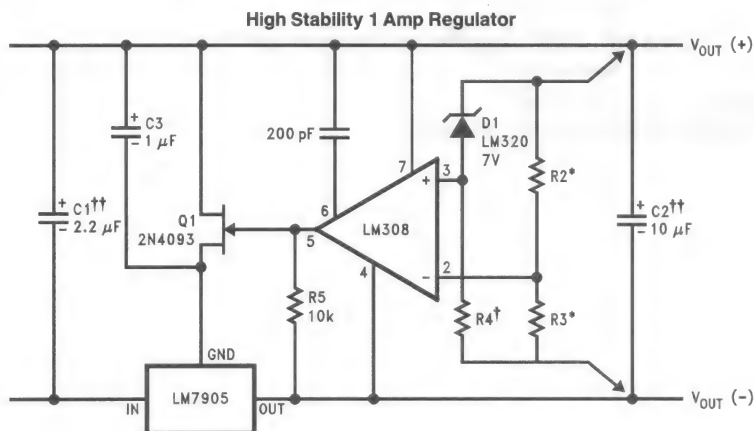 High Stability 1 Amp Regulator
V_OUT (+)
+ C3
− 1 μF
200 pF
D1
LM320
7V
7
3
+
R2*
+ C1††
− 2.2 μF
Q1
2N4093
6
5
LM308
+ C2††
− 10 μF
4
−
2
R5
10k
R4†
R3*
GND
IN
LM7905
OUT
V_OUT (−)